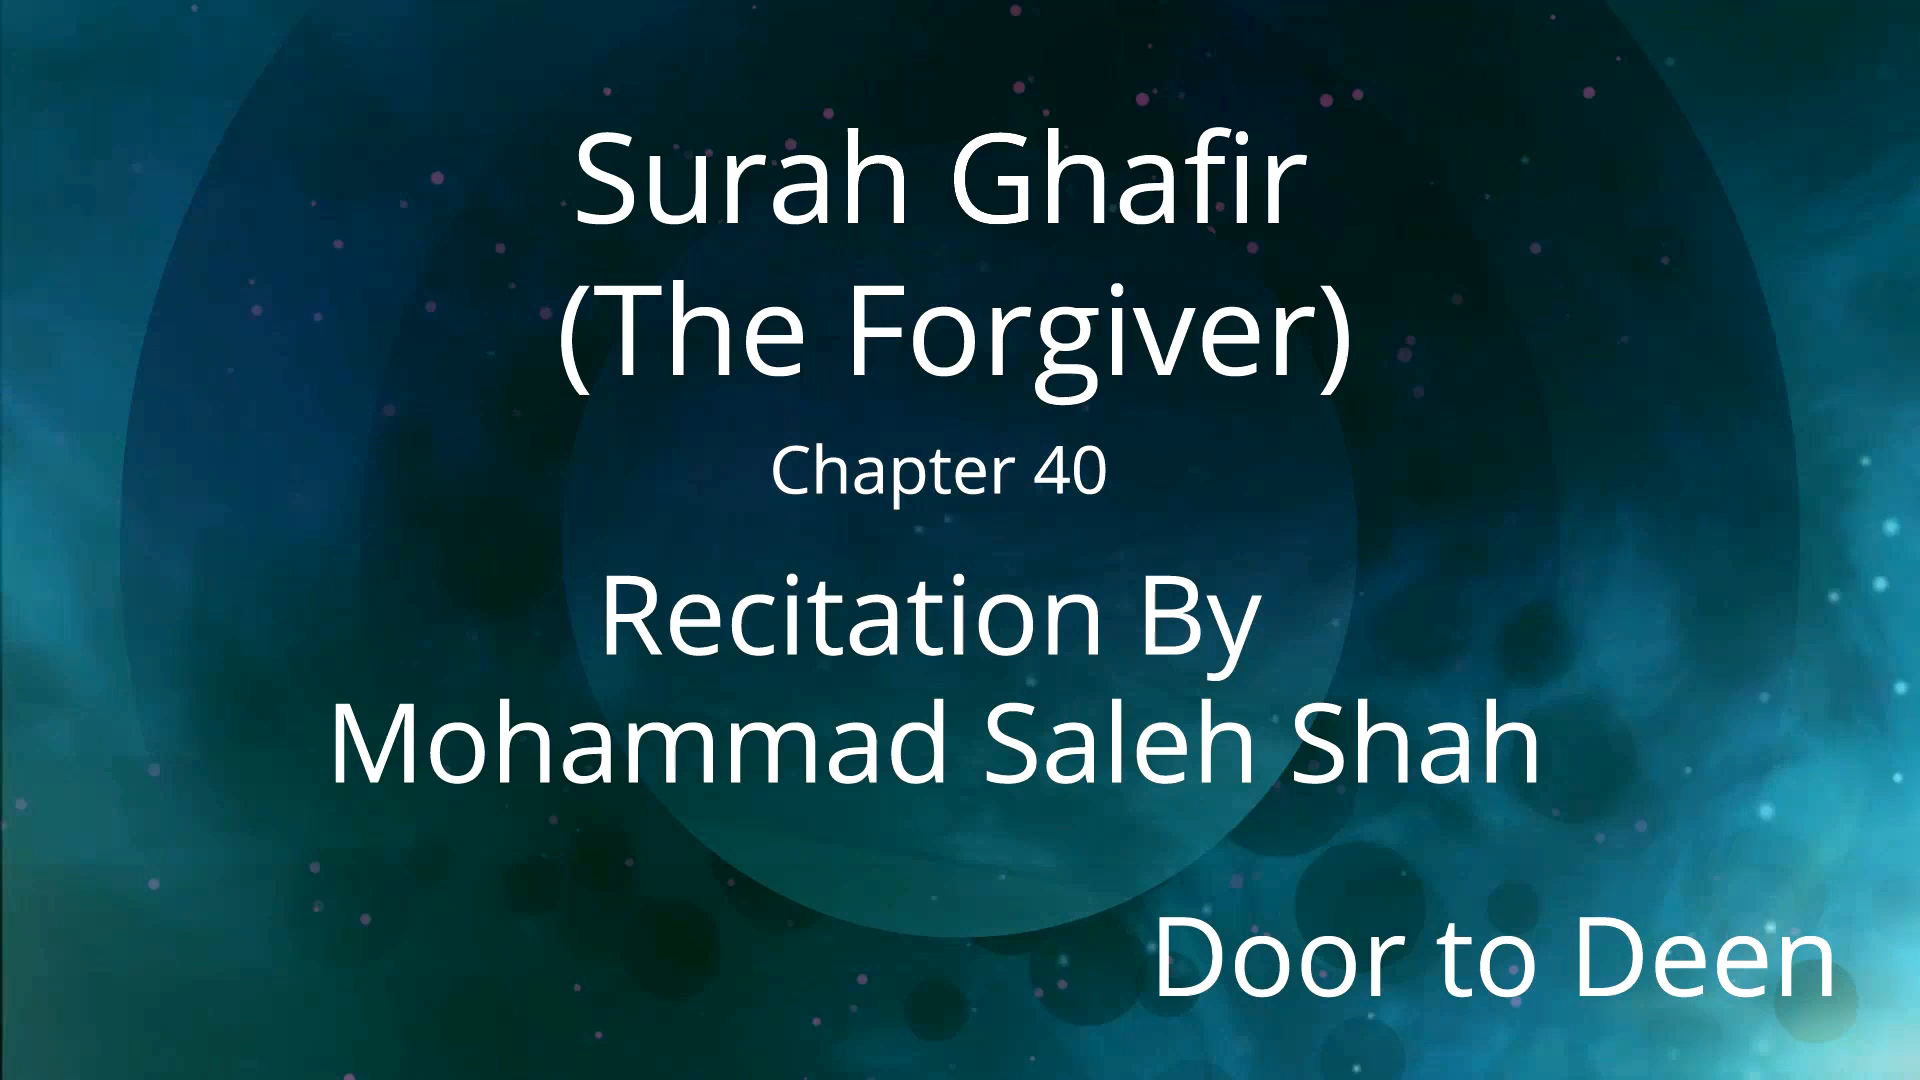 Surah Ghafir
(The Forgiver)
Chapter 40
Recitation By
Mohammad Saleh Shah
Door to Deen